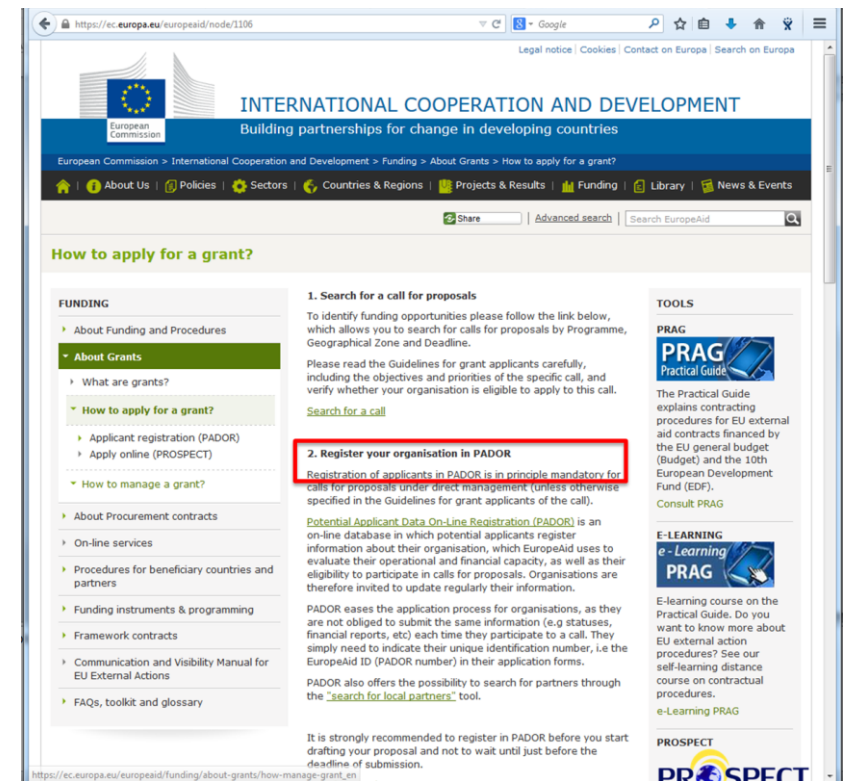 https://ec.europa.eu/europeaid/node/1106
Google
Legal notice | Cookies | Contact on Europa | Search on Europa
European
Commission
INTERNATIONAL COOPERATION AND DEVELOPMENT
Building partnerships for change in developing countries
European Commission > International Cooperation and Development > Funding > About Grants > How to apply for a grant?
About Us | Policies | Sectors | Countries & Regions | Projects & Results | Funding | Library | News & Events
Share | Advanced search | Search EuropeAid
How to apply for a grant?
FUNDING
About Funding and Procedures
About Grants
What are grants?
How to apply for a grant?
Applicant registration (PADOR)
Apply online (PROSPECT)
How to manage a grant?
About Procurement contracts
On-line services
Procedures for beneficiary countries and
partners
Funding instruments & programming
Framework contracts
Communication and Visibility Manual for
EU External Actions
FAQs, toolkit and glossary
1. Search for a call for proposals
To identify funding opportunities please follow the link below,
which allows you to search for calls for proposals by Programme,
Geographical Zone and Deadline.
Please read the Guidelines for grant applicants carefully,
including the objectives and priorities of the specific call, and
verify whether your organisation is eligible to apply to this call.
Search for a call
2. Register your organisation in PADOR
Registration of applicants in PADOR is in principle mandatory for
calls for proposals under direct management (unless otherwise
specified in the Guidelines for grant applicants of the call).
Potential Applicant Data On-Line Registration (PADOR) is an
on-line database in which potential applicants register
information about their organisation, which EuropeAid uses to
evaluate their operational and financial capacity, as well as their
eligibility to participate in calls for proposals. Organisations are
therefore invited to update regularly their information.
PADOR eases the application process for organisations, as they
are not obliged to submit the same information (e.g statuses,
financial reports, etc) each time they participate to a call. They
simply need to indicate their unique identification number, i.e the
EuropeAid ID (PADOR number) in their application forms.
PADOR also offers the possibility to search for partners through
the "search for local partners" tool.
It is strongly recommended to register in PADOR before you start
drafting your proposal and not to wait until just before the
deadline of submission.
TOOLS
PRAG
PRAG
Practical Guide
The Practical Guide
explains contracting
procedures for EU external
aid contracts financed by
the EU general budget
(Budget) and the 10th
European Development
Fund (EDF).
Consult PRAG
E-LEARNING
e - Learning
PRAG
E-learning course on the
Practical Guide. Do you
want to know more about
EU external action
procedures? See our
self-learning distance
course on contractual
procedures.
e-Learning PRAG
PROSPECT
PROSPECT
https://ec.europa.eu/europeaid/funding/about-grants/how-manage-grant_en